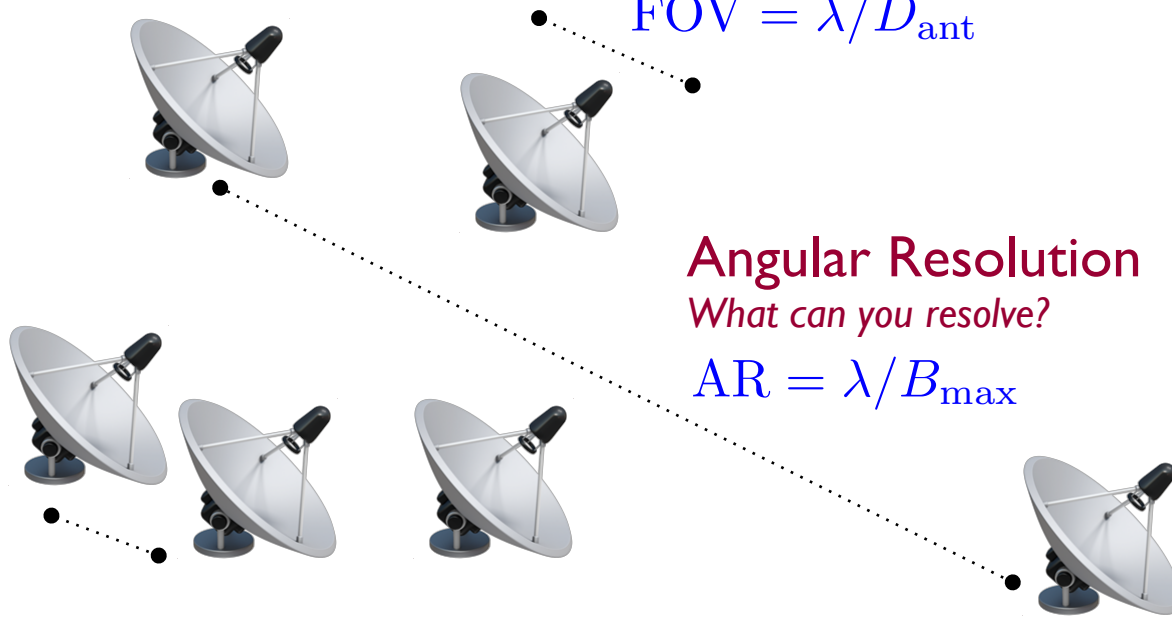 FOV = λ/D_ant
Angular Resolution
What can you resolve?
AR = λ/B_max